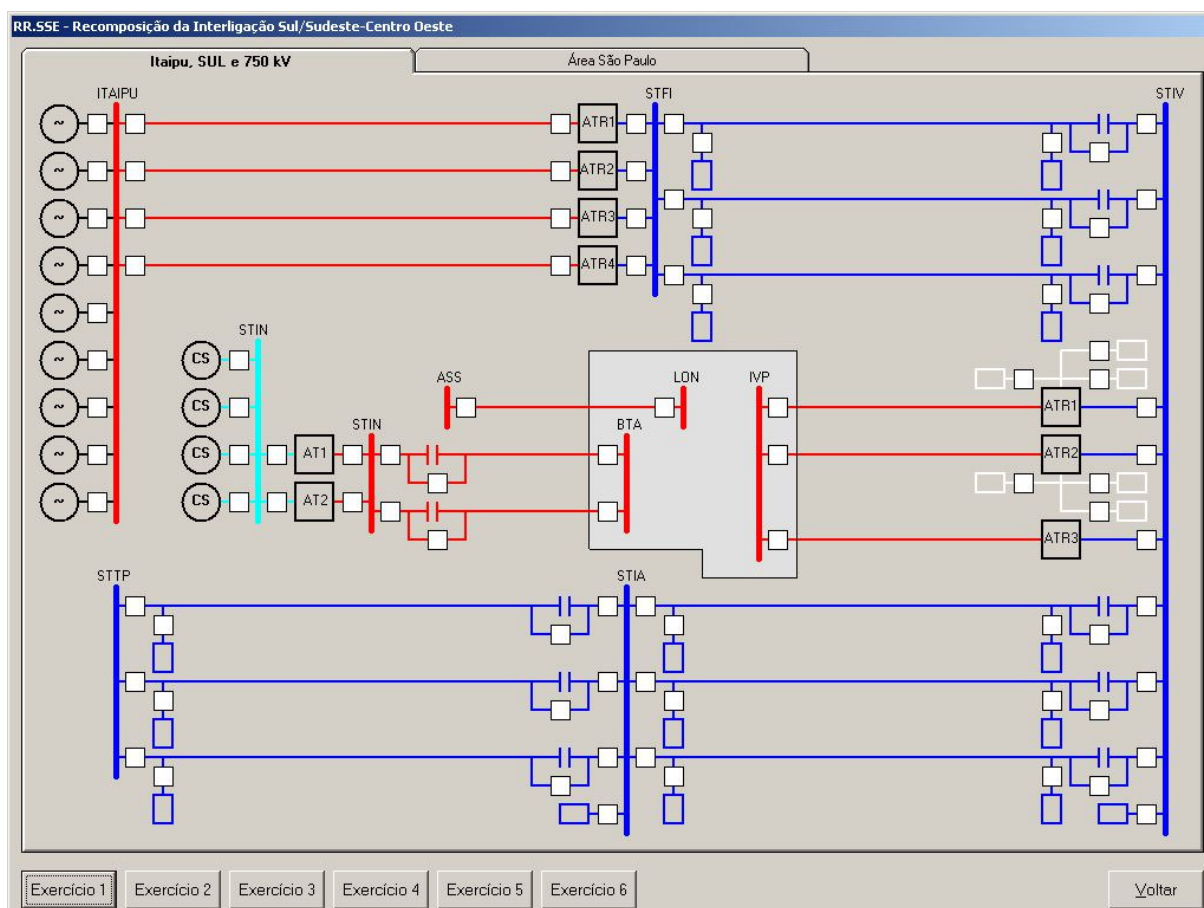 RR.SSE - Recomposição da Interligação Sul/Sudeste-Centro Oeste
Itaipu, SUL e 750 kV
Área São Paulo
ITAIPU
STFI
STIV
~
ATR1
~
ATR2
~
ATR3
~
ATR4
~
STIN
~
CS
ASS
LON
IVP
~
CS
ATR1
STIN
BTA
~
CS
AT1
ATR2
~
CS
AT2
ATR3
STTP
STIA
Exercício 1
Exercício 2
Exercício 3
Exercício 4
Exercício 5
Exercício 6
Voltar